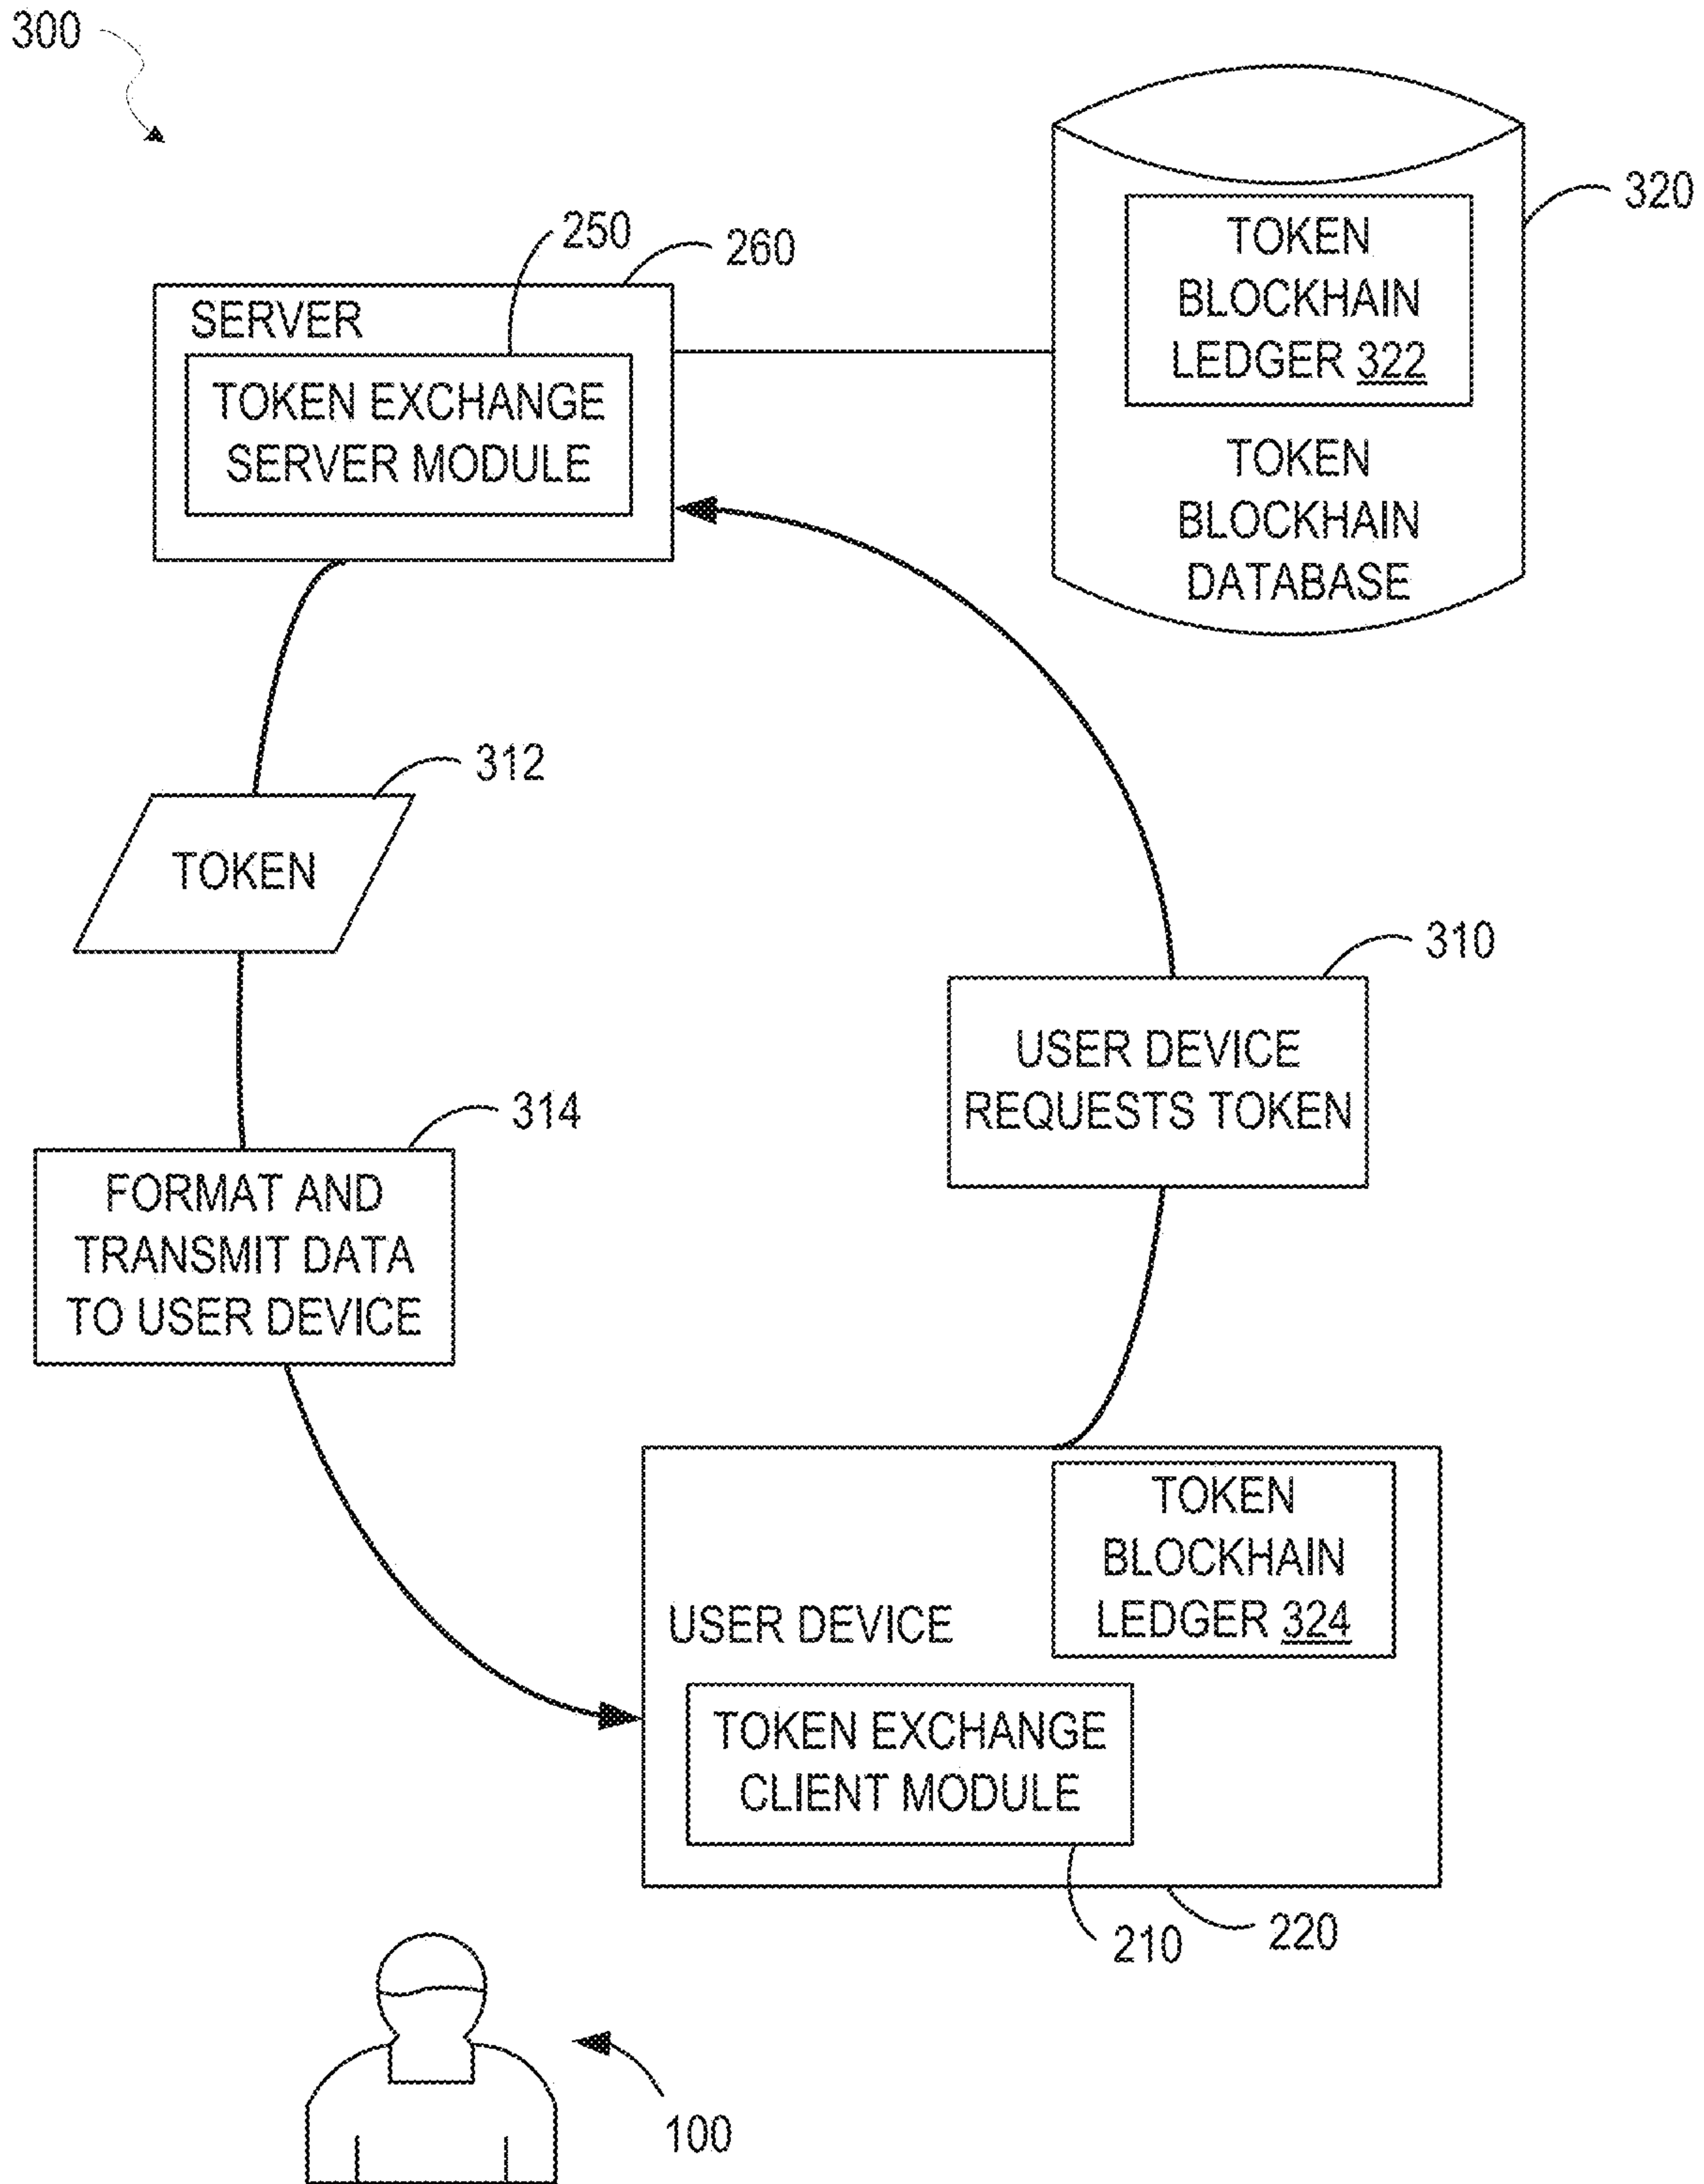 300
320
TOKEN
BLOCKHAIN
LEDGER 322
TOKEN
BLOCKHAIN
DATABASE
250
260
SERVER
TOKEN EXCHANGE
SERVER MODULE
312
TOKEN
310
USER DEVICE
REQUESTS TOKEN
314
FORMAT AND
TRANSMIT DATA
TO USER DEVICE
TOKEN
BLOCKHAIN
LEDGER 324
USER DEVICE
TOKEN EXCHANGE
CLIENT MODULE
210
220
100